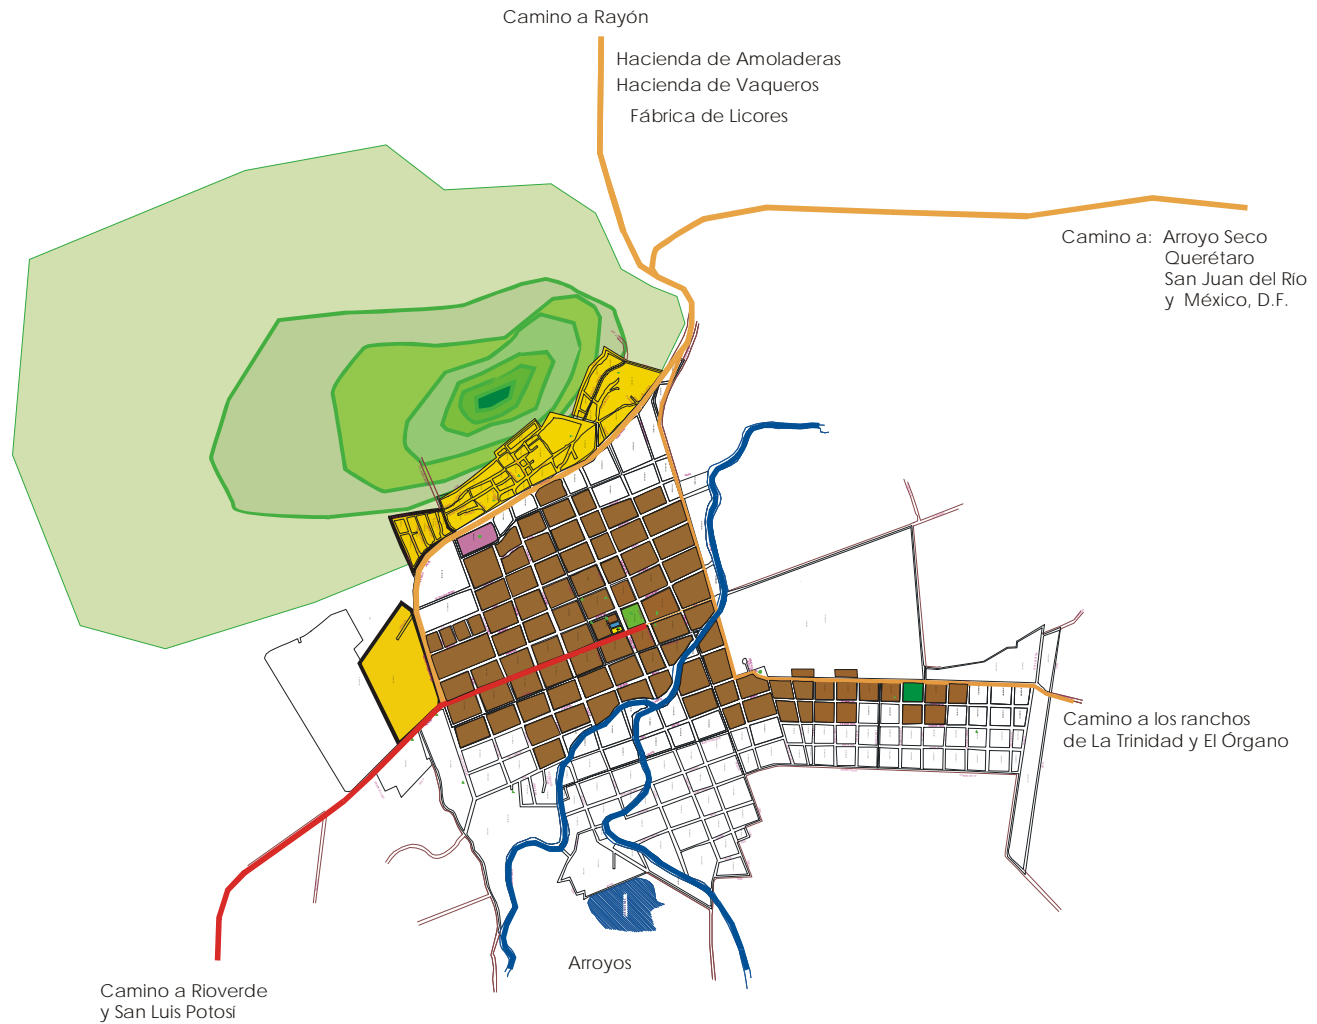 Camino a Rayón
Hacienda de Amoladeras
Hacienda de Vaqueros
Fábrica de Licores
Camino a: Arroyo Seco
Querétaro
San Juan del Río
y México, D.F.
Camino a los ranchos
de La Trinidad y El Órgano
Arroyos
Camino a Rioverde
y San Luis Potosí